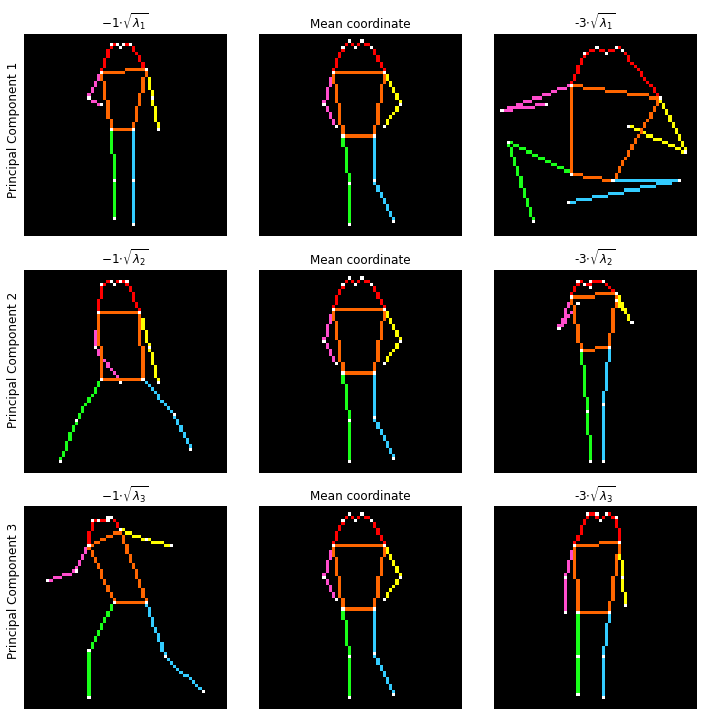 −1·√λ₁ Mean coordinate -3·√λ₁
Principal Component 1
−1·√λ₂ Mean coordinate -3·√λ₂
Principal Component 2
−1·√λ₃ Mean coordinate -3·√λ₃
Principal Component 3